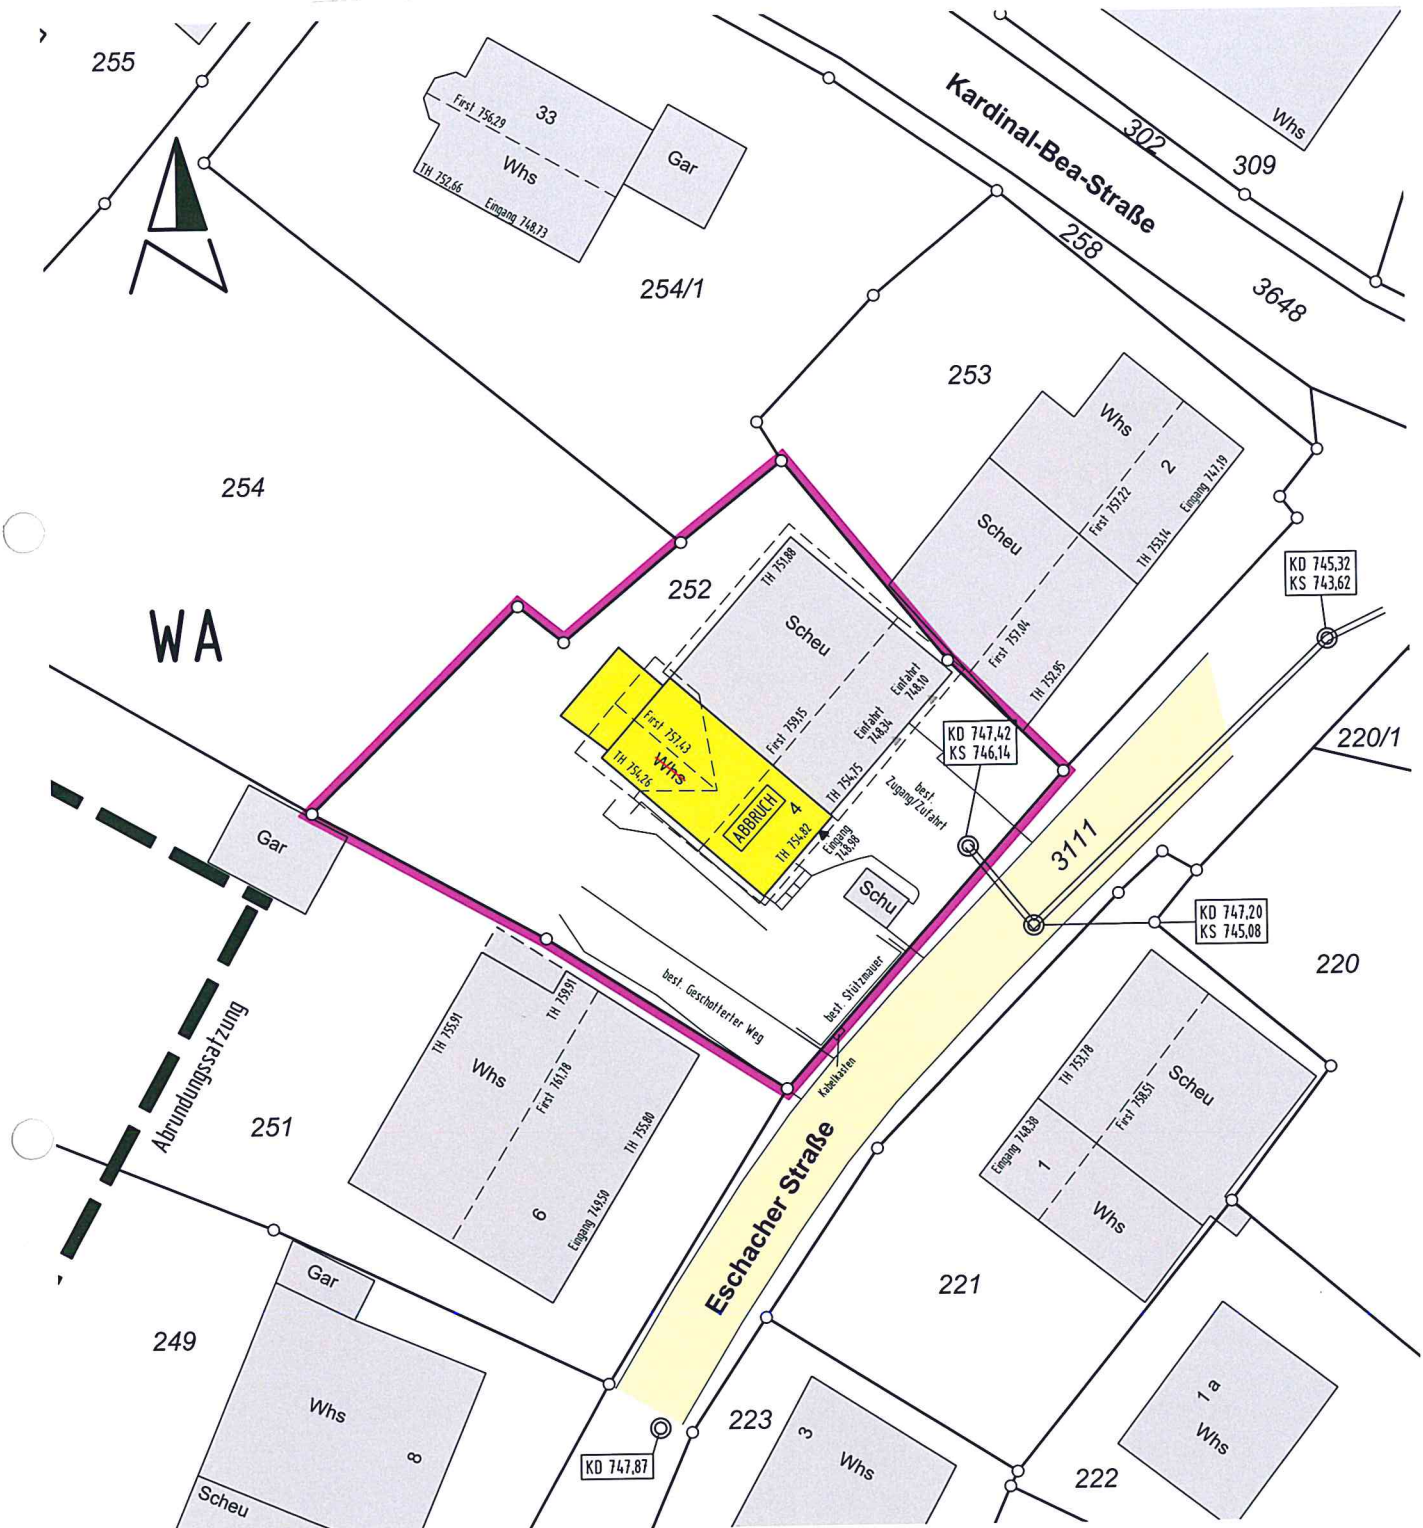 255
33
First 756,29
Whs
TH 752,66
Eingang 748,73
Gar
254/1
Kardinal-Bea-Straße
302
309
Whs
258
3648
253
254
WA
252
Whs
2
First 757,22
Eingang 747,19
TH 753,14
Scheu
First 757,04
TH 752,95
KD 745,32
KS 743,62
TH 751,88
Scheu
First 759,15
Einfahrt
748,10
Einfahrt
748,34
TH 754,75
First 757,43
Whs
TH 754,26
ABBRUCH
4
TH 754,82
Eingang
748,98
best.
Zugang/Zufahrt
KD 747,42
KS 746,14
220/1
3111
Schu
KD 747,20
KS 745,08
220
Gar
Abrundungssatzung
best. Geschotterter Weg
best. Stützmauer
Kabelkasten
TH 755,91
TH 759,91
Whs
First 761,78
TH 755,80
6
Eingang 749,50
251
Eschacher Straße
TH 753,78
Scheu
First 758,51
Eingang 748,38
1
Whs
221
249
Gar
Whs
8
Scheu
KD 747,87
223
3
Whs
222
1 a
Whs